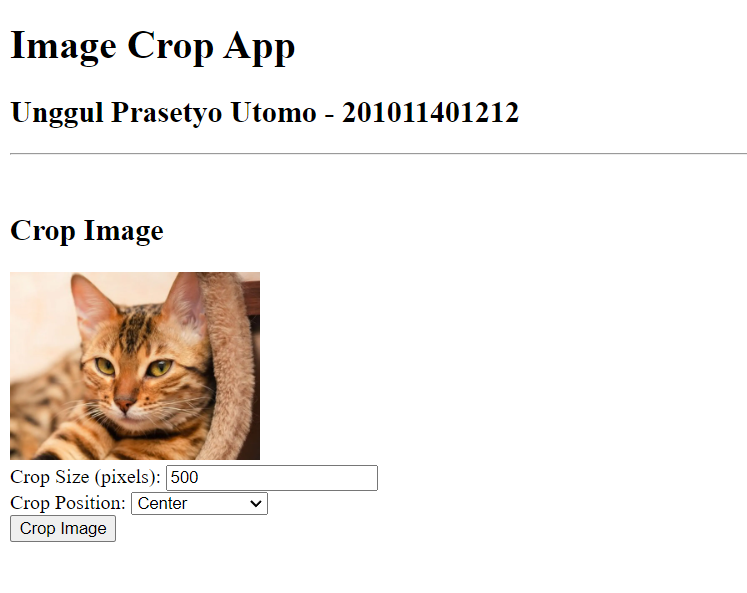 Image Crop App
Unggul Prasetyo Utomo - 201011401212
Crop Image
Crop Size (pixels): 500
Crop Position: Center
Crop Image